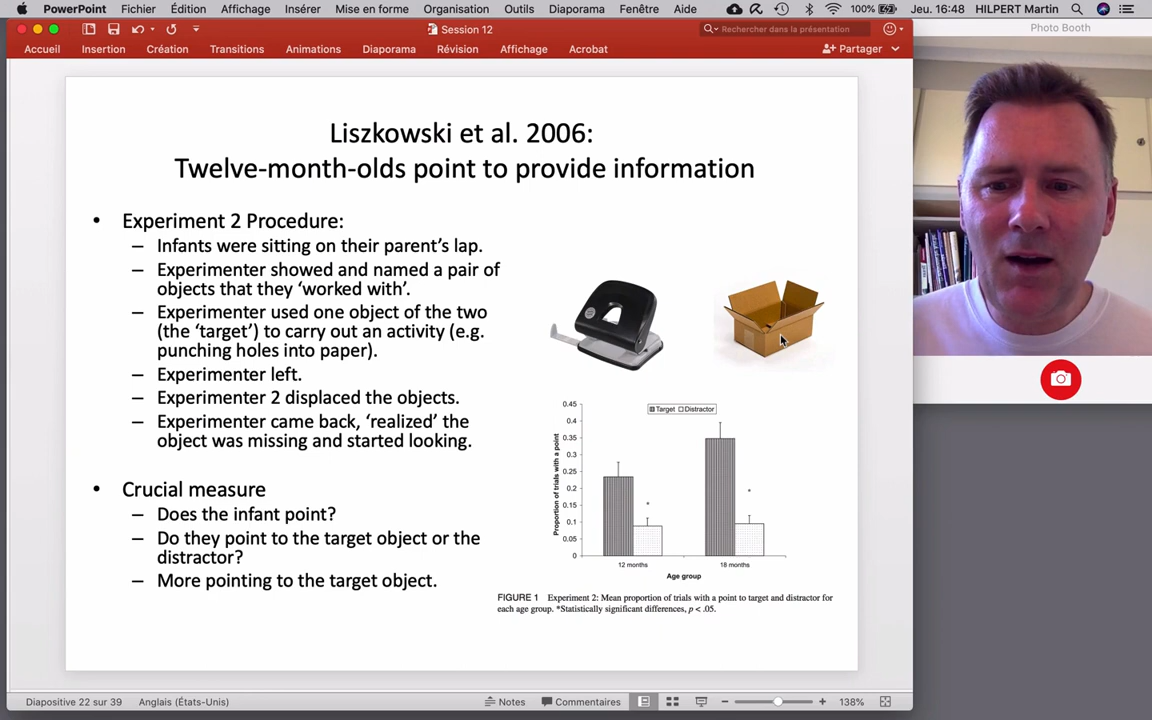 PowerPoint Fichier Édition Affichage Insérer Mise en forme Organisation Outils Diaporama Fenêtre Aide 100% Jeu. 16:48 HILPERT Martin
Session 12
Rechercher dans la présentation
Photo Booth
Accueil Insertion Création Transitions Animations Diaporama Révision Affichage Acrobat Partager
Liszkowski et al. 2006:
Twelve-month-olds point to provide information
• Experiment 2 Procedure:
– Infants were sitting on their parent's lap.
– Experimenter showed and named a pair of
objects that they 'worked with'.
– Experimenter used one object of the two
(the 'target') to carry out an activity (e.g.
punching holes into paper).
– Experimenter left.
– Experimenter 2 displaced the objects.
– Experimenter came back, 'realized' the
object was missing and started looking.
• Crucial measure
– Does the infant point?
– Do they point to the target object or the
distractor?
– More pointing to the target object.
Target Distractor
Proportion of trials with a point
0.45
0.4
0.35
0.3
0.25
0.2
0.15
0.1
0.05
0
* *
12 months 18 months
Age group
FIGURE 1 Experiment 2: Mean proportion of trials with a point to target and distractor for
each age group. *Statistically significant differences, p < .05.
Diapositive 22 sur 39 Anglais (États-Unis) Notes Commentaires 138%